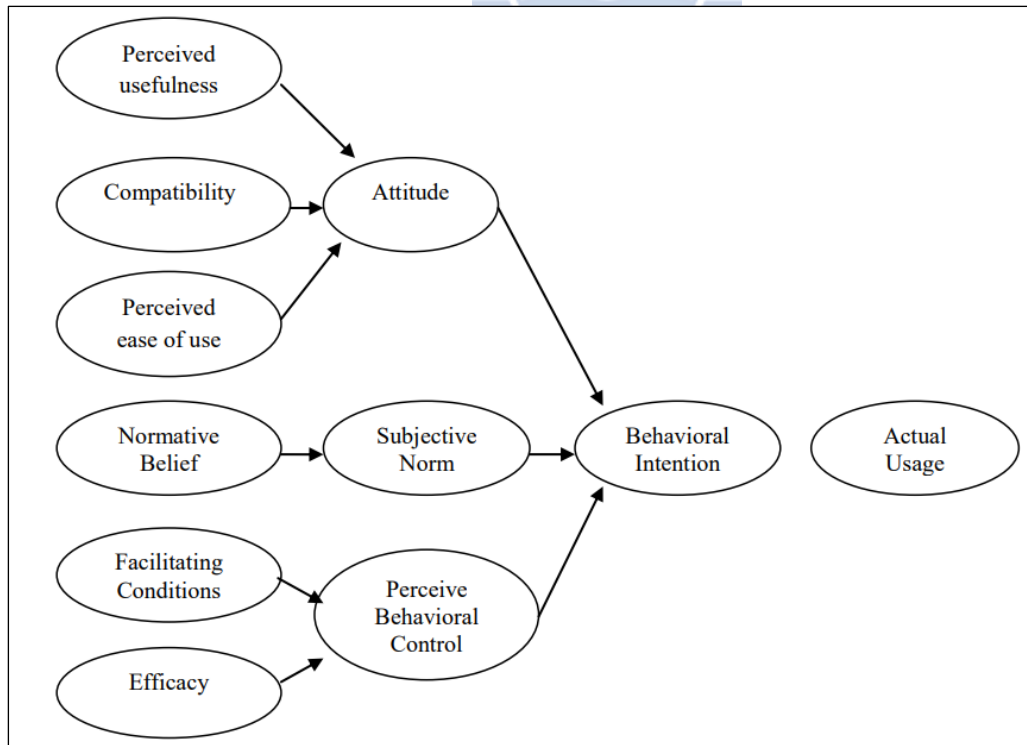 Perceived
usefulness
Compatibility
Attitude
Perceived
ease of use
Normative
Belief
Subjective
Norm
Behavioral
Intention
Actual
Usage
Facilitating
Conditions
Perceive
Behavioral
Control
Efficacy